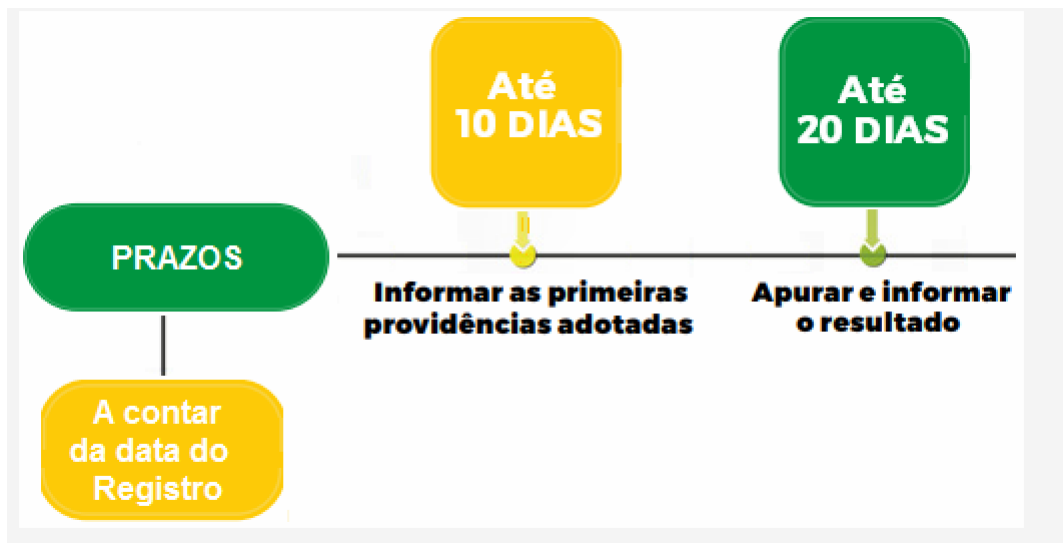 Até
10 DIAS
Até
20 DIAS
PRAZOS
Informar as primeiras
providências adotadas
Apurar e informar
o resultado
A contar
da data do
Registro